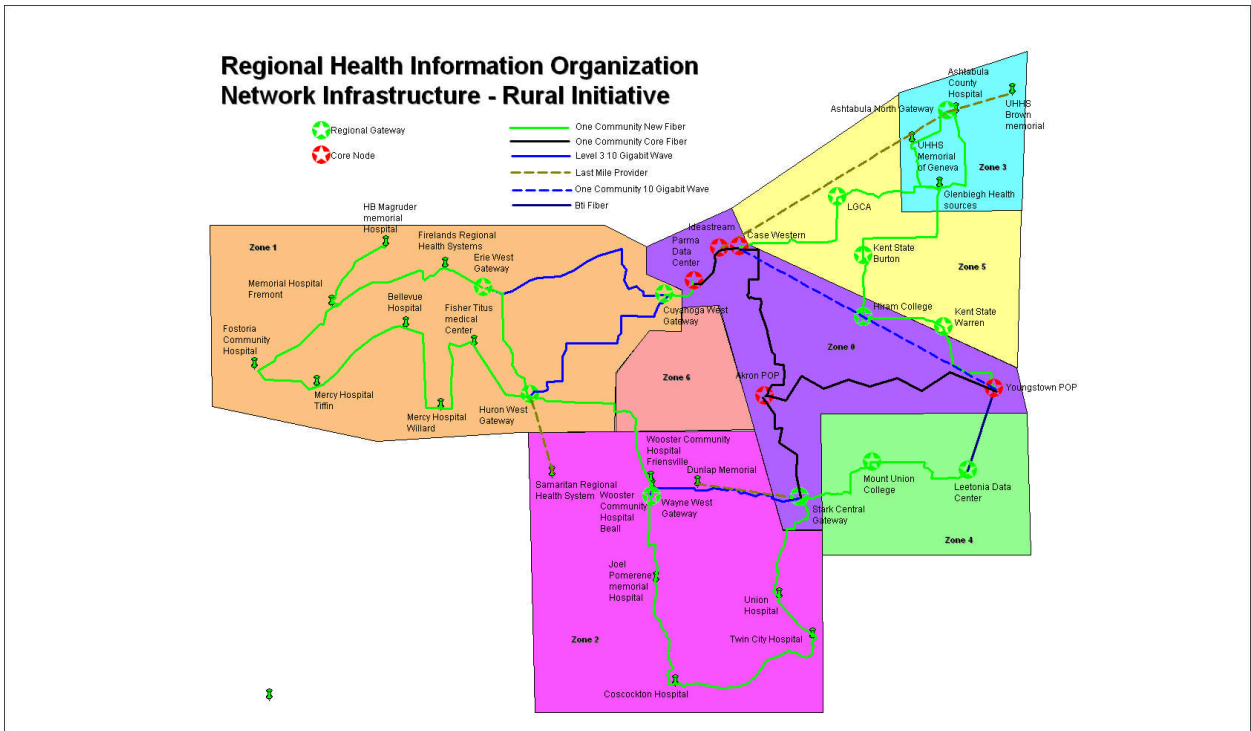 Regional Health Information Organization
Network Infrastructure - Rural Initiative
Regional Gateway
Core Node
One Community New Fiber
One Community Core Fiber
Level 3 10 Gigabit Wave
Last Mile Provider
One Community 10 Gigabit Wave
Bti Fiber
Ashtabula
County
Hospital
Ashtabula North Gateway
UHHS
Brown
memorial
UHHS
Memorial
of Geneva
Zone 3
Glenbiegh Health
sources
LGCA
HB Magruder
memorial
Hospital
Zone 1
Firelands Regional
Health Systems
Erie West
Gateway
Ideastream
Case Western
Parma
Data
Center
Kent State
Burton
Zone 5
Memorial Hospital
Fremont
Bellevue
Hospital
Fisher Titus
medical
Center
Cuyahoga West
Gateway
Hiram College
Kent State
Warren
Fostoria
Community
Hospital
Zone 0
Zone 6
Akron POP
Youngstown POP
Mercy Hospital
Tiffin
Mercy Hospital
Willard
Huron West
Gateway
Wooster Community
Hospital
Friensville
Dunlap Memorial
Samaritan Regional
Health System
Wooster
Community
Hospital
Beall
Wayne West
Gateway
Stark Central
Gateway
Mount Union
College
Leetonia Data
Center
Zone 4
Joel
Pomerene
memorial
Hospital
Union
Hospital
Zone 2
Twin City Hospital
Coscockton Hospital